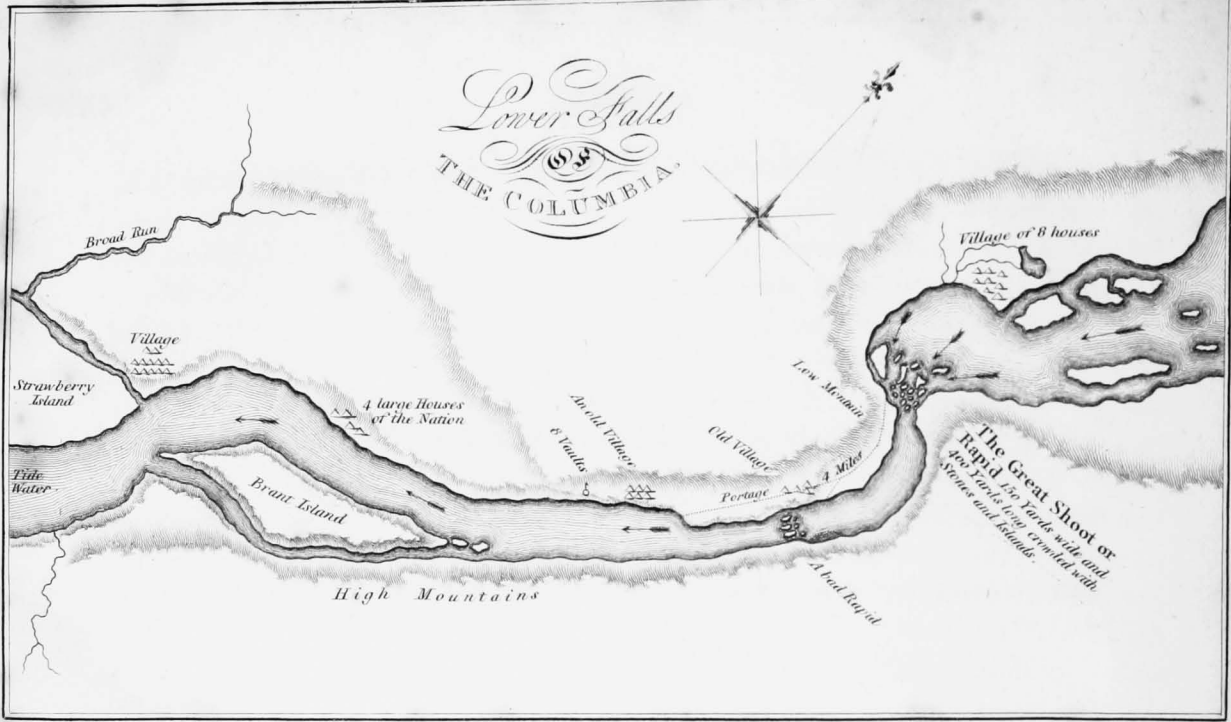 Lower Falls
OF
THE COLUMBIA.
Broad Run
Village of 8 houses
Village
Strawberry
Island
4 large Houses
of the Nation
Low Mountain
An old Village
8 Vaults
Old Village
Portage 4 Miles
The Great Shoot or
Rapid 150 Yards wide and
400 Yards long crowded with
Stones and Islands.
Tide
Water.
Brant Island
A bad Rapid
High Mountains